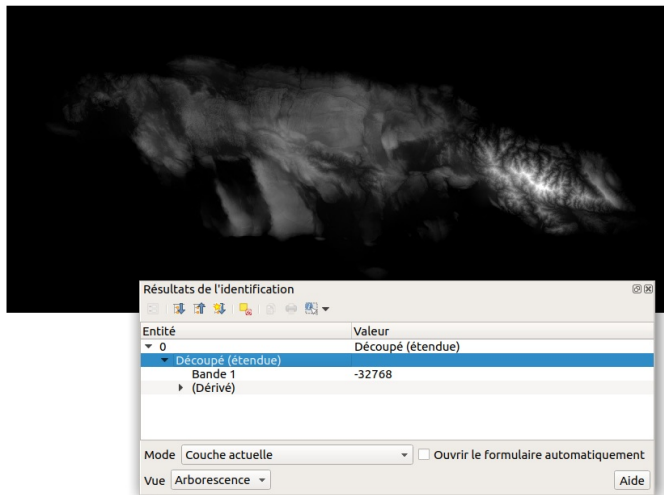 Résultats de l'identification
Entité Valeur
0 Découpé (étendue)
Découpé (étendue)
Bande 1 -32768
(Dérivé)
Mode Couche actuelle Ouvrir le formulaire automatiquement
Vue Arborescence Aide